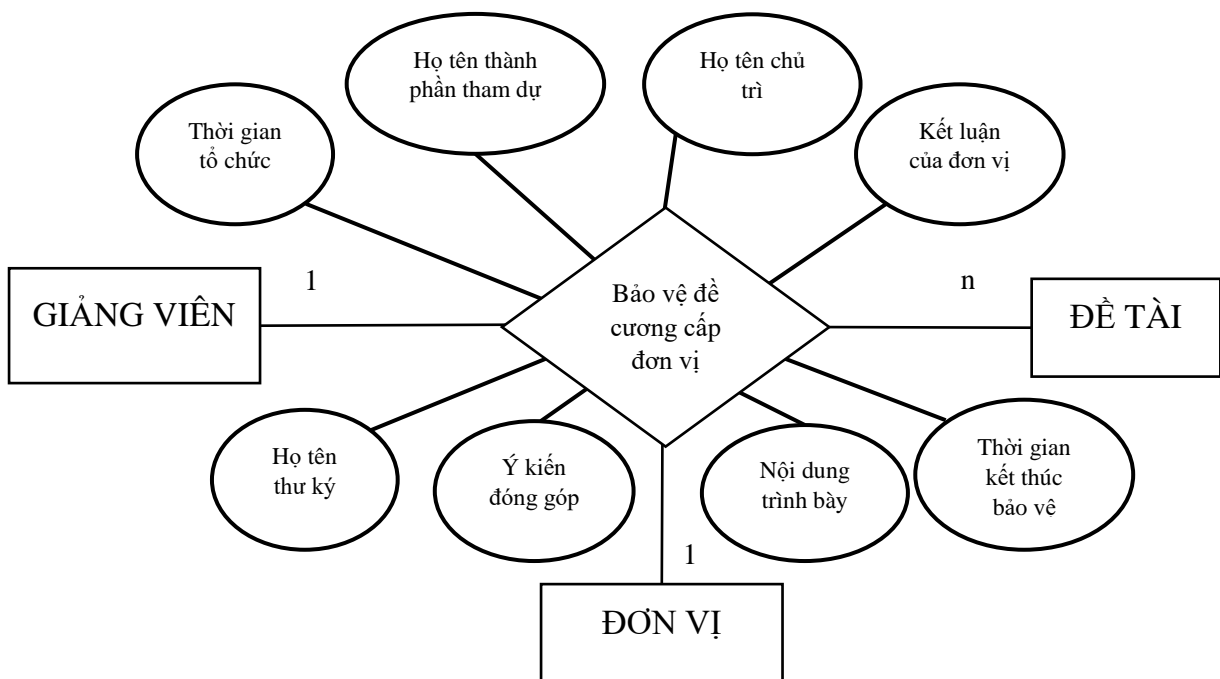 Họ tên thành
phần tham dự
Họ tên chủ
trì
Thời gian
tổ chức
Kết luận
của đơn vị
GIẢNG VIÊN
1
Bảo vệ đề
cương cấp
đơn vị
n
ĐỀ TÀI
Họ tên
thư ký
Ý kiến
đóng góp
Nội dung
trình bày
Thời gian
kết thúc
bảo vệ
1
ĐƠN VỊ